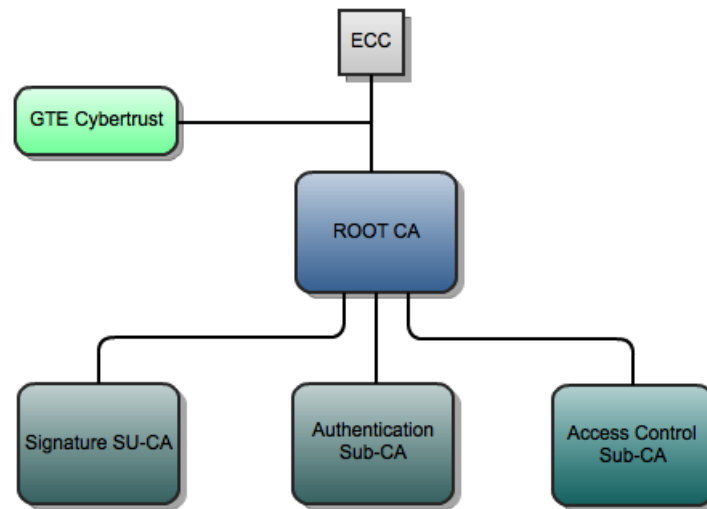 ECC
GTE Cybertrust
ROOT CA
Signature SU-CA
Authentication
Sub-CA
Access Control
Sub-CA